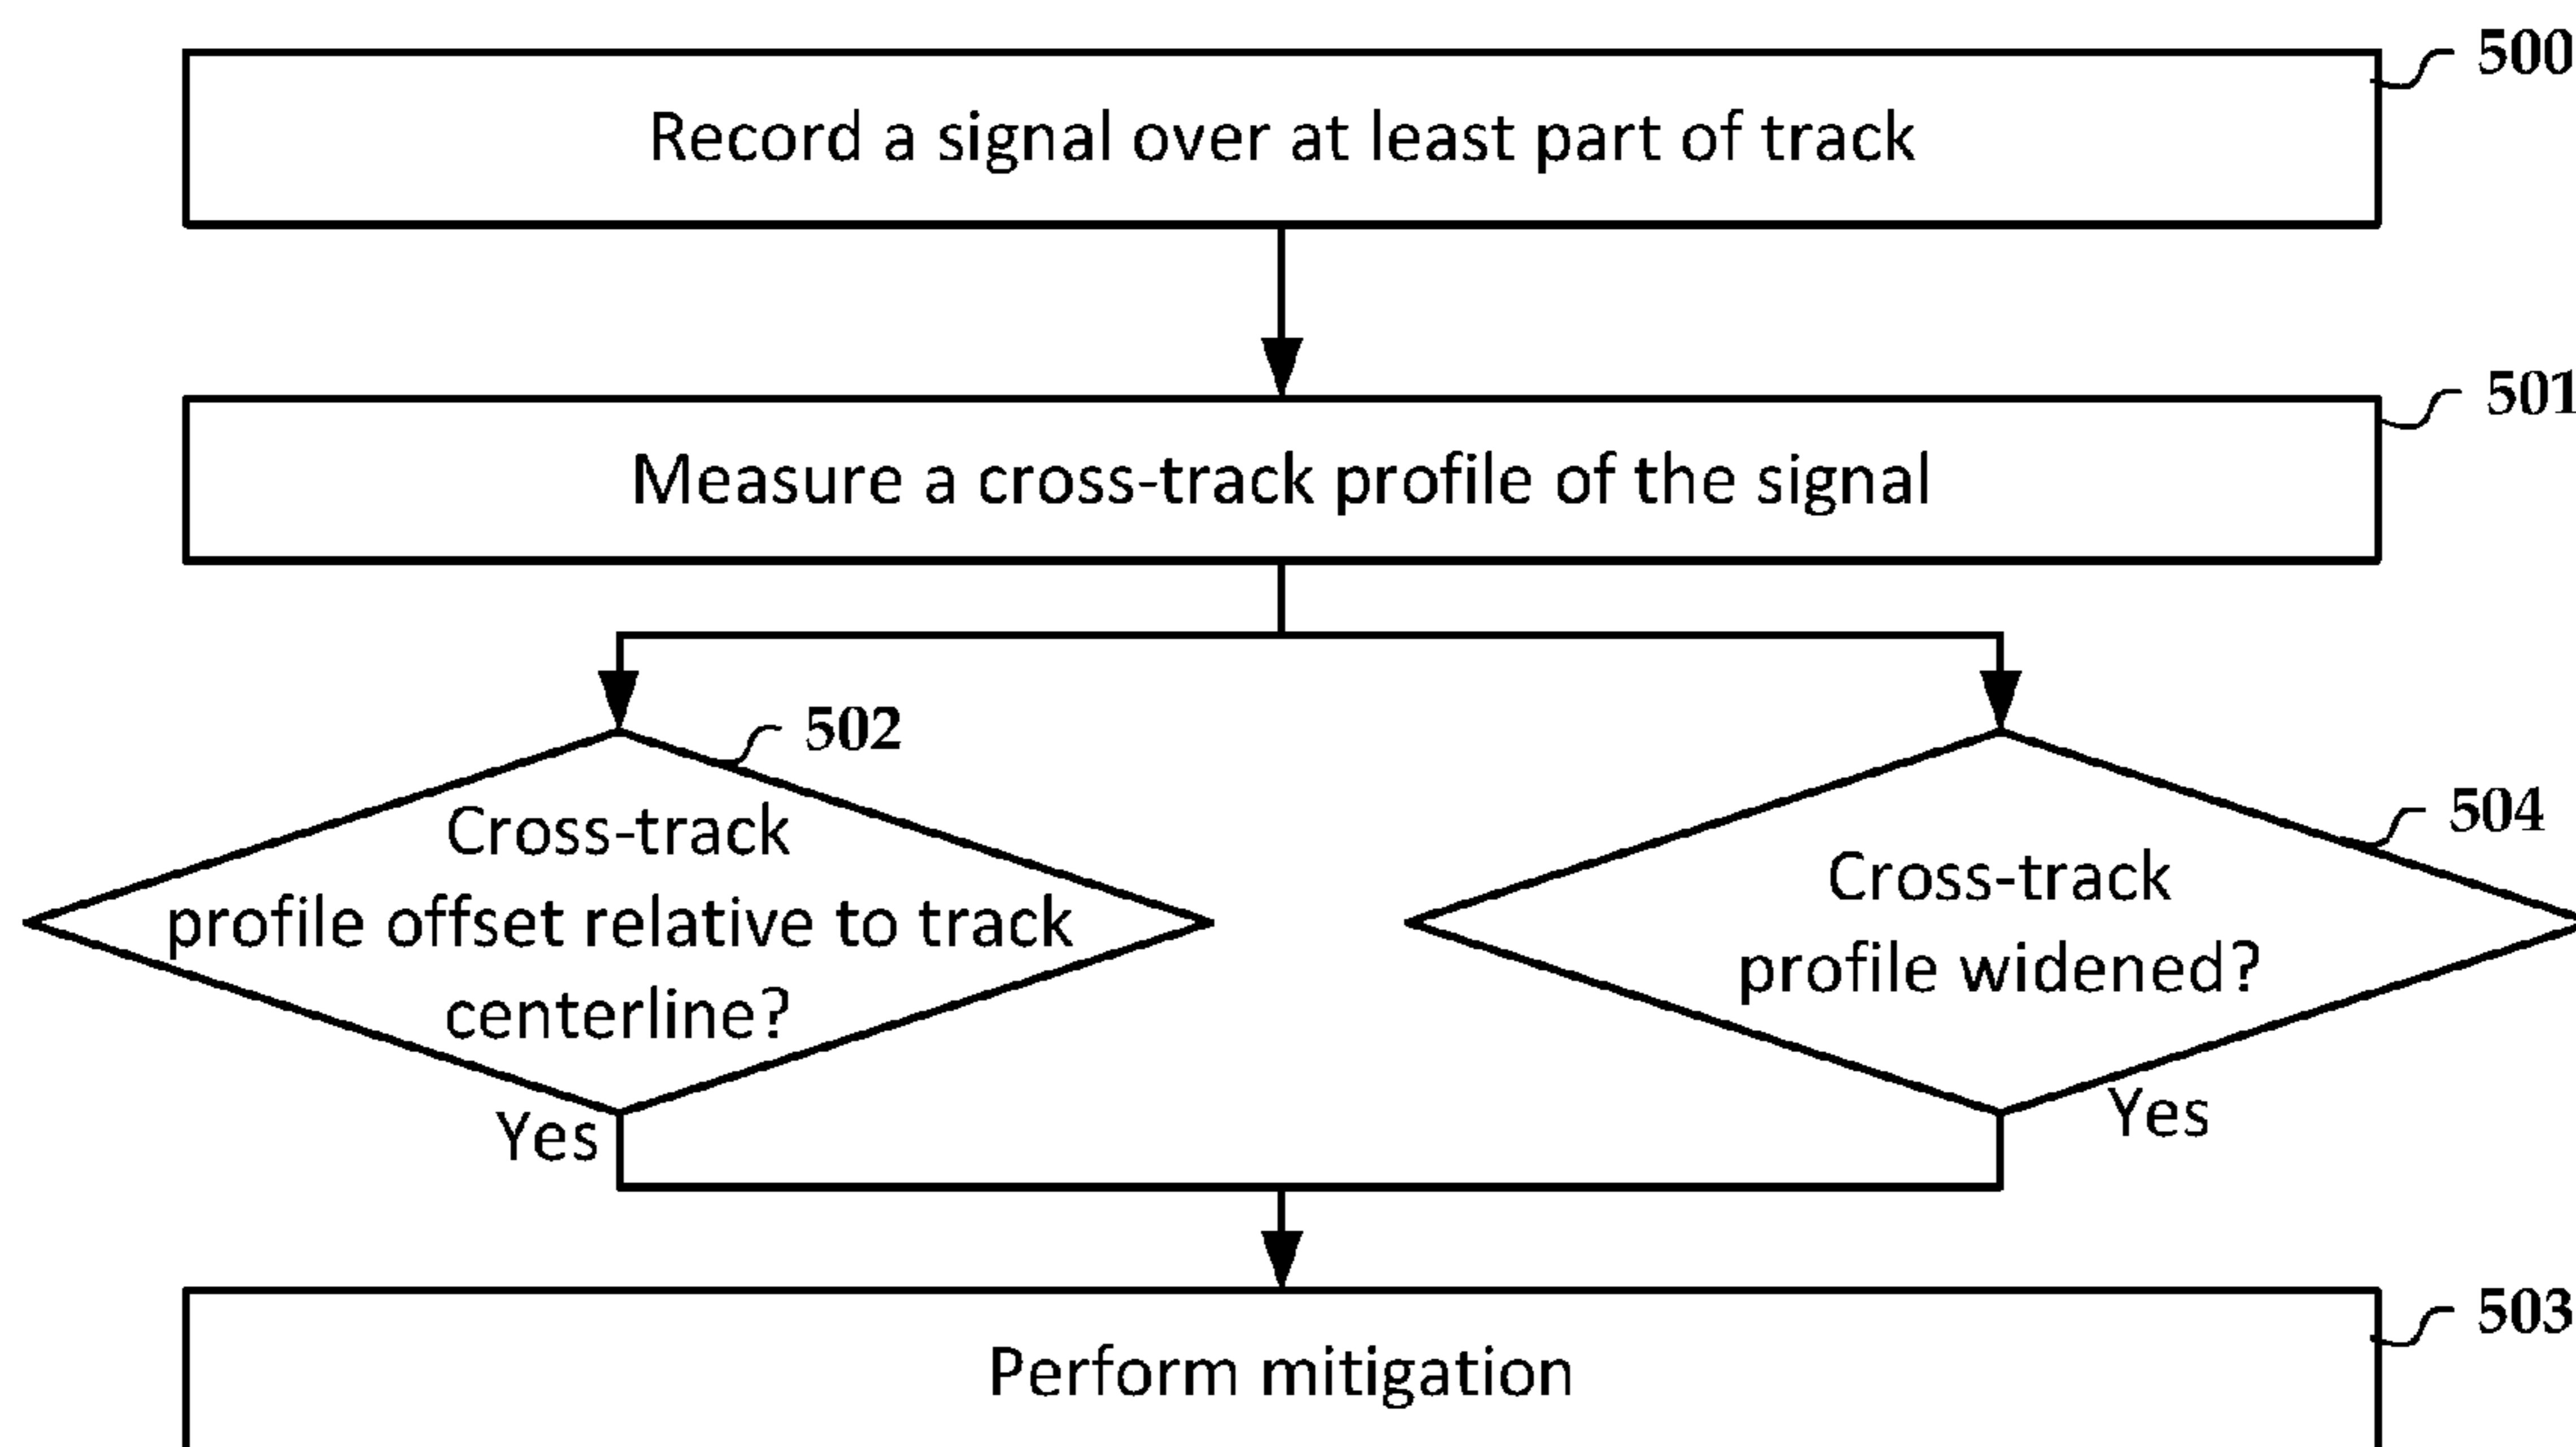 500
Record a signal over at least part of track
501
Measure a cross-track profile of the signal
502
Cross-track
profile offset relative to track
centerline?
Yes
504
Cross-track
profile widened?
Yes
503
Perform mitigation